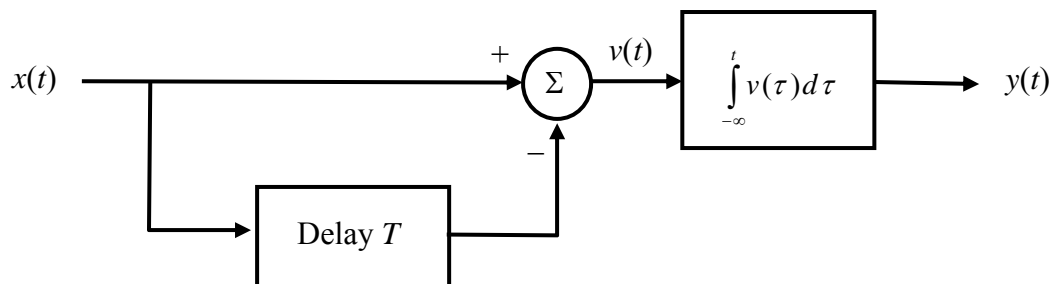 x(t)
+
Σ
−
v(t)
∫_{−∞}^{t} v(τ)dτ
y(t)
Delay T